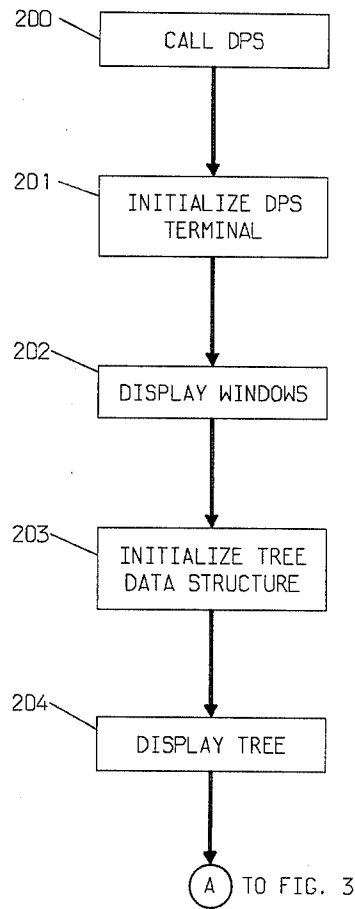 200
CALL DPS
201
INITIALIZE DPS
TERMINAL
202
DISPLAY WINDOWS
203
INITIALIZE TREE
DATA STRUCTURE
204
DISPLAY TREE
A TO FIG. 3